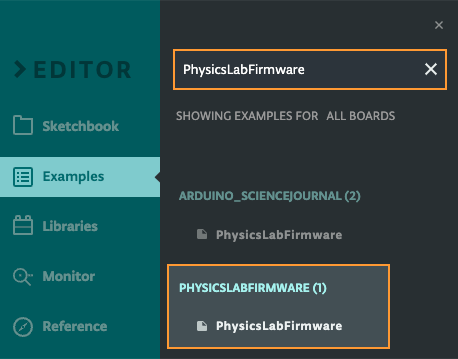 EDITOR
PhysicsLabFirmware
SHOWING EXAMPLES FOR ALL BOARDS
Sketchbook
Examples
Libraries
Monitor
Reference
ARDUINO_SCIENCEJOURNAL (2)
PhysicsLabFirmware
PHYSICSLABFIRMWARE (1)
PhysicsLabFirmware